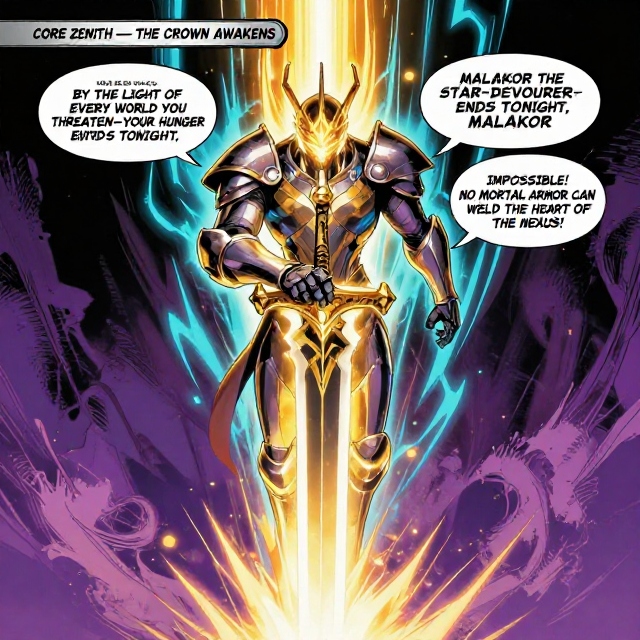 CORE ZENITH — THE CROWN AWAKENS
BY THE LIGHT OF
EVERY WORLD YOU
THREATEN—YOUR HUNGER
TONIGHT.
MALAKOR THE
STAR-DEVOURER-
ENDS TONIGHT,
MALAKOR
IMPOSSIBLE!
NO MORTAL ARMOR CAN
WELD THE HEART OF
THE NEXUS!